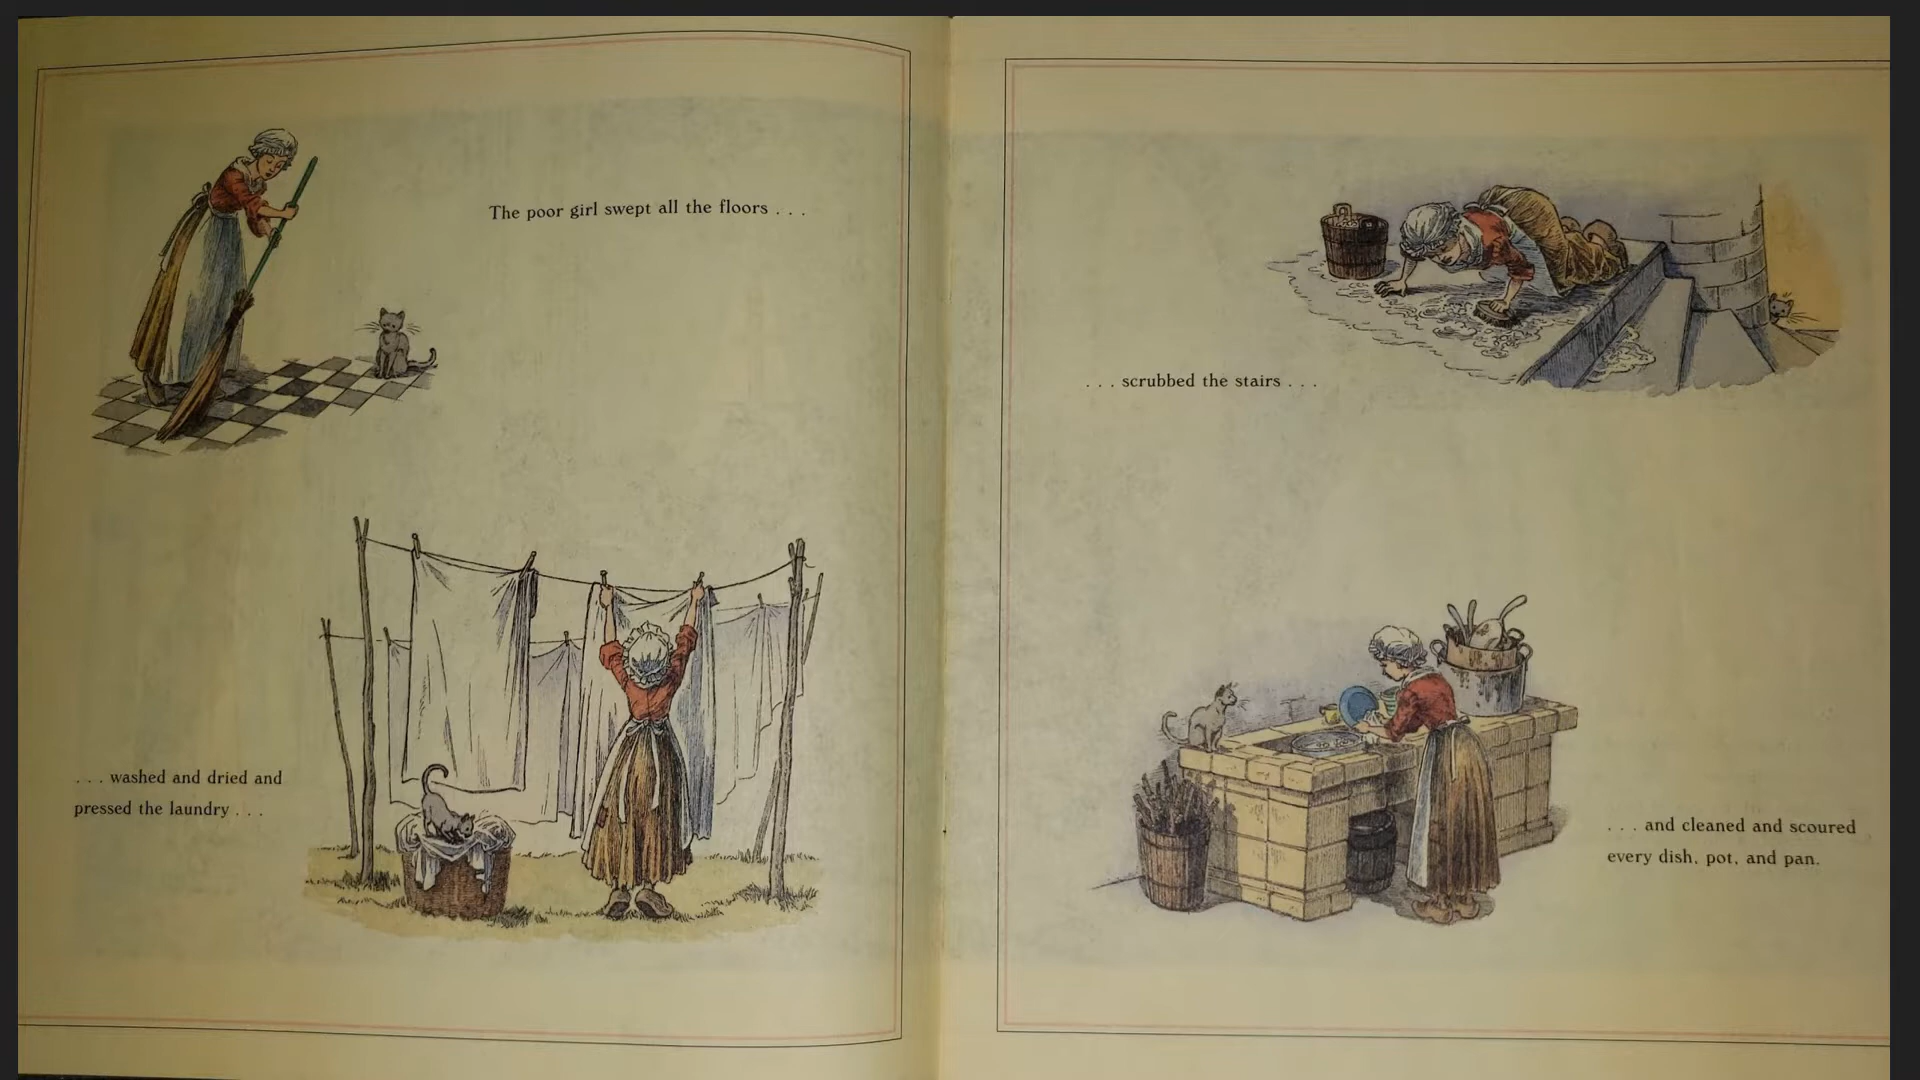 The poor girl swept all the floors . . .
. . . washed and dried and
pressed the laundry . . .
. . . scrubbed the stairs . . .
. . . and cleaned and scoured
every dish, pot, and pan.